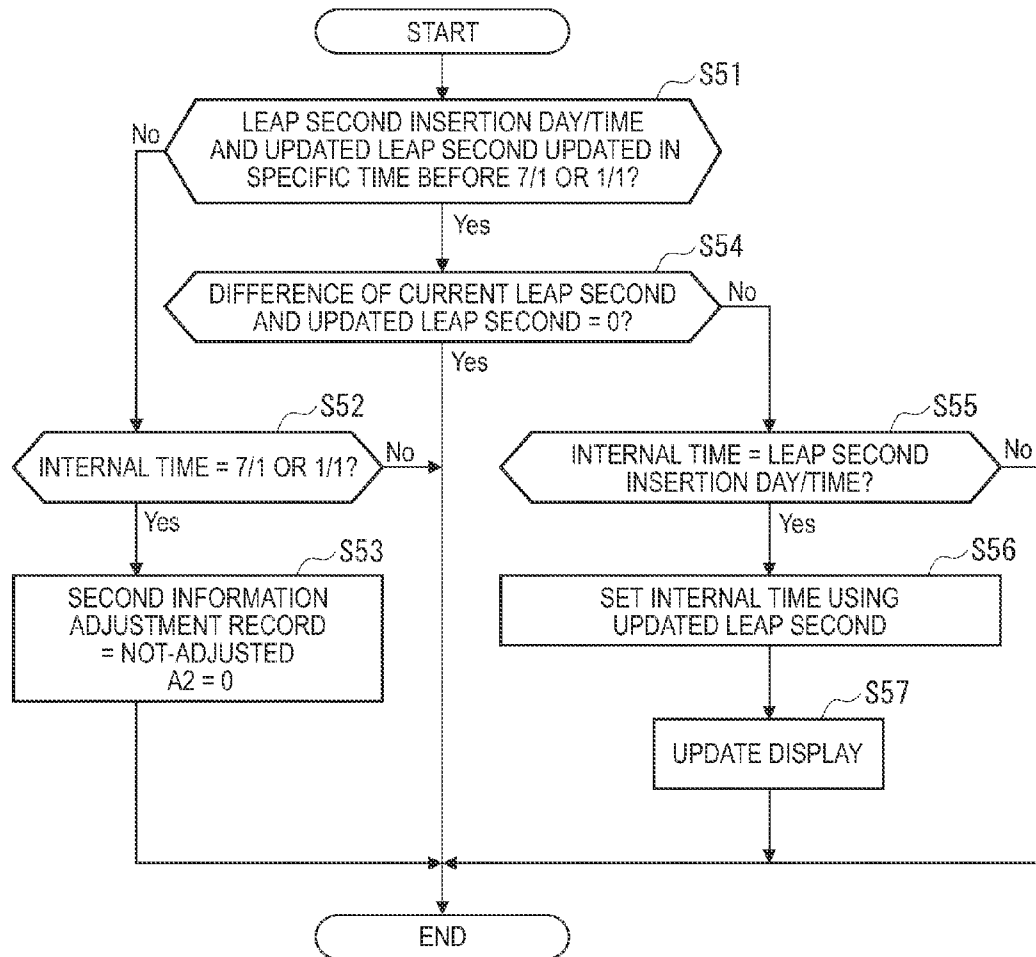 START
S51
LEAP SECOND INSERTION DAY/TIME
AND UPDATED LEAP SECOND UPDATED IN
SPECIFIC TIME BEFORE 7/1 OR 1/1?
No
Yes
S54
DIFFERENCE OF CURRENT LEAP SECOND
AND UPDATED LEAP SECOND = 0?
No
Yes
S52
INTERNAL TIME = 7/1 OR 1/1?
No
Yes
S55
INTERNAL TIME = LEAP SECOND
INSERTION DAY/TIME?
No
Yes
S53
SECOND INFORMATION
ADJUSTMENT RECORD
= NOT-ADJUSTED
A2 = 0
S56
SET INTERNAL TIME USING
UPDATED LEAP SECOND
S57
UPDATE DISPLAY
END